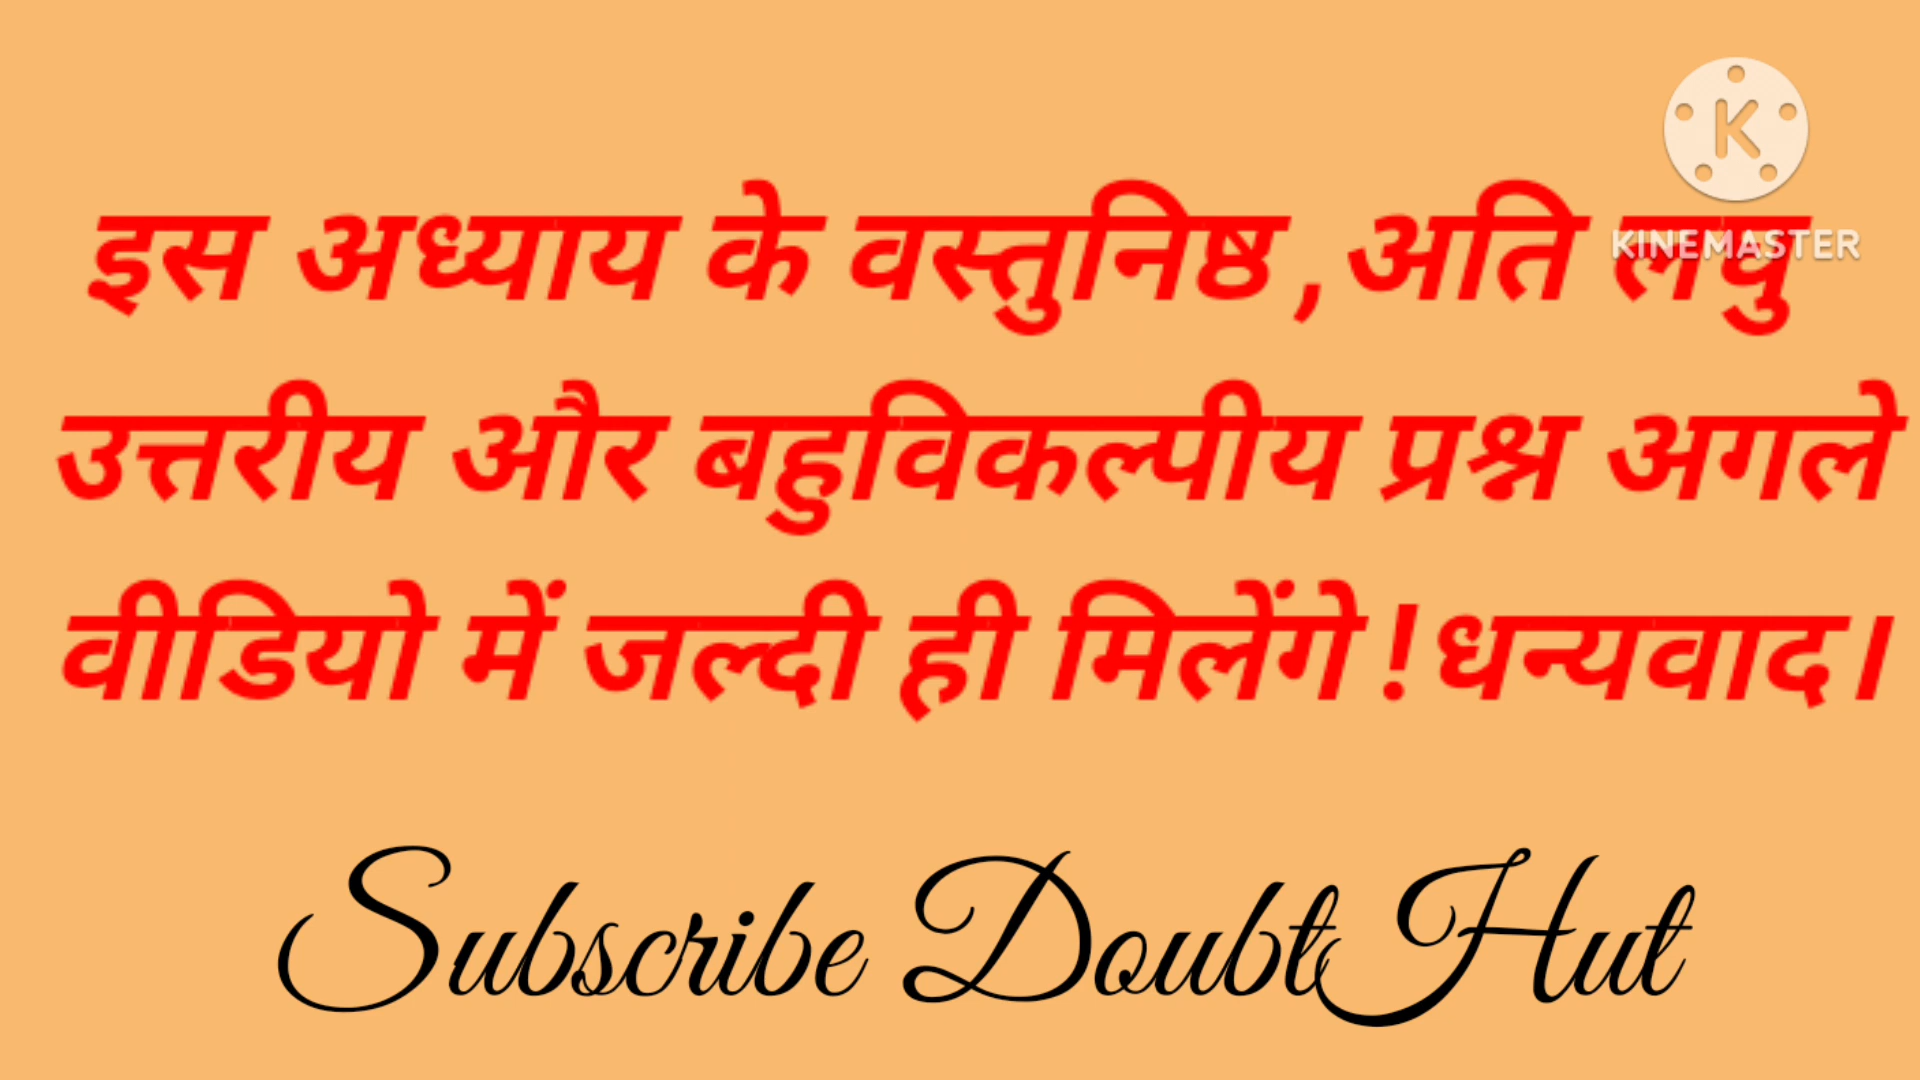 K
KINEMASTER
इस अध्याय के वस्तुनिष्ठ ,अति लघु
उत्तरीय और बहुविकल्पीय प्रश्न अगले
वीडियो में जल्दी ही मिलेंगे ! धन्यवाद।
Subscribe Doubt Hut